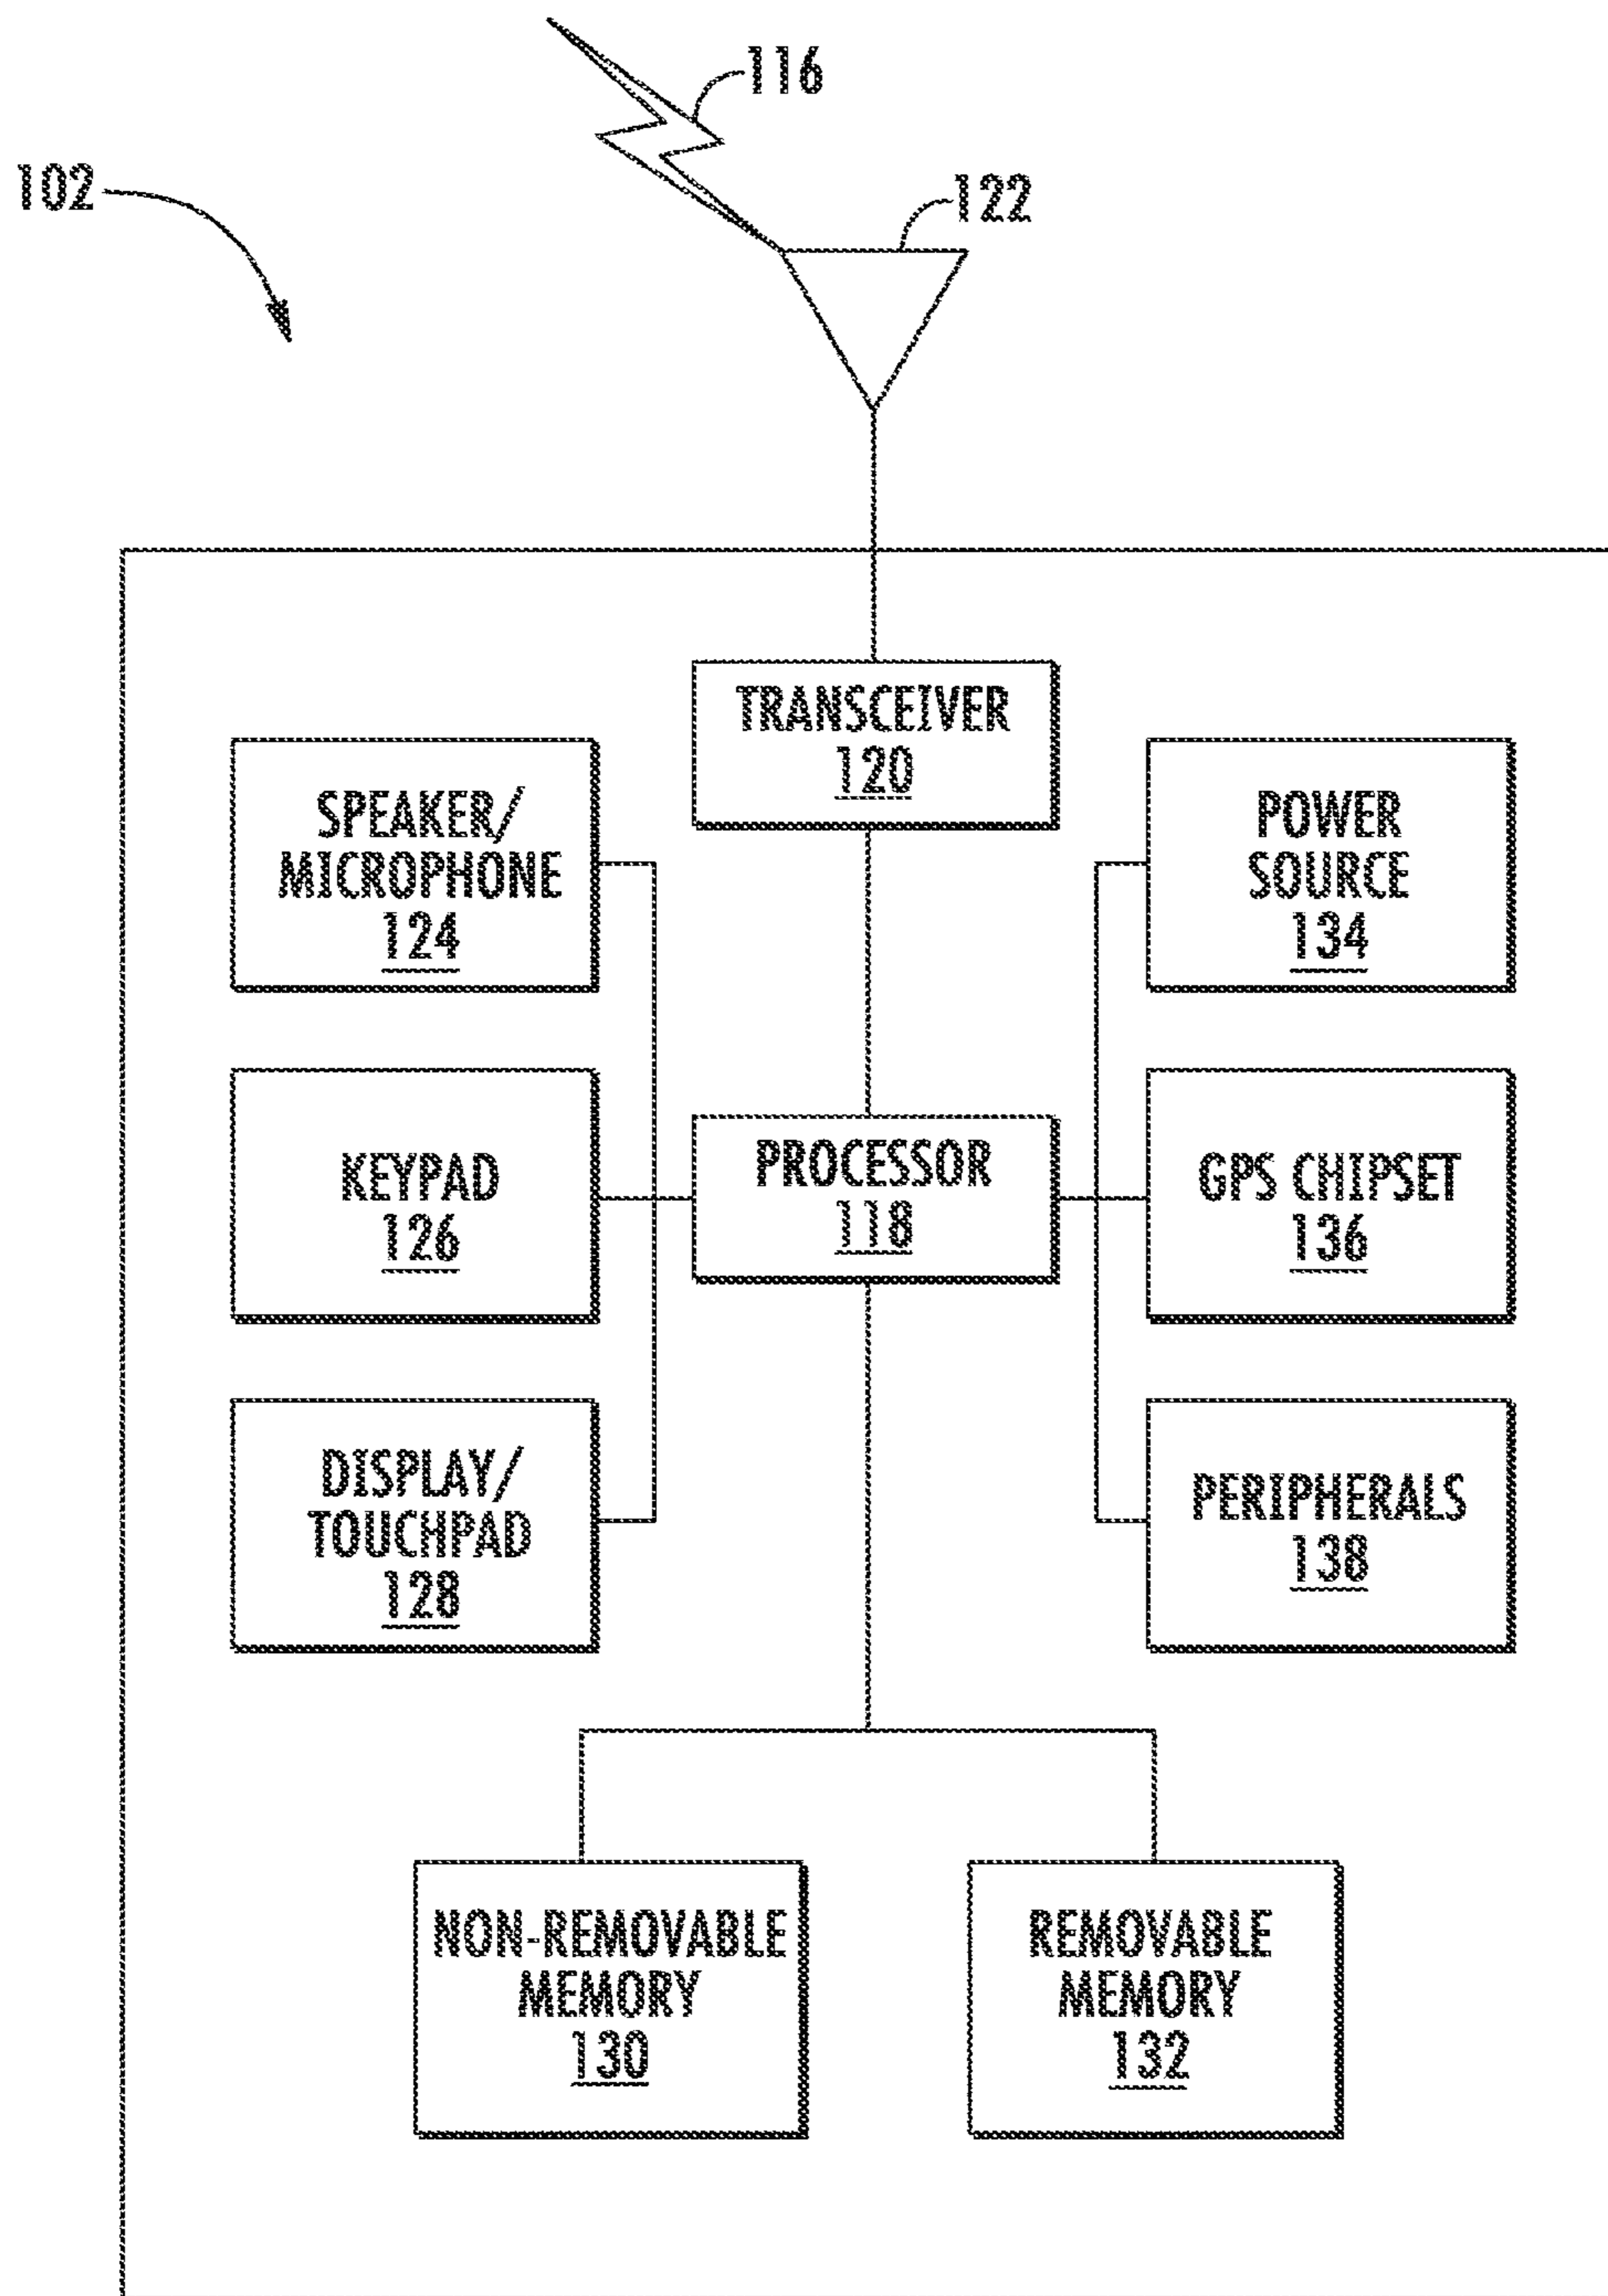 116
102
122
TRANSCEIVER
120
SPEAKER/
MICROPHONE
124
POWER
SOURCE
134
KEYPAD
126
PROCESSOR
118
GPS CHIPSET
136
DISPLAY/
TOUCHPAD
128
PERIPHERALS
138
NON-REMOVABLE
MEMORY
130
REMOVABLE
MEMORY
132